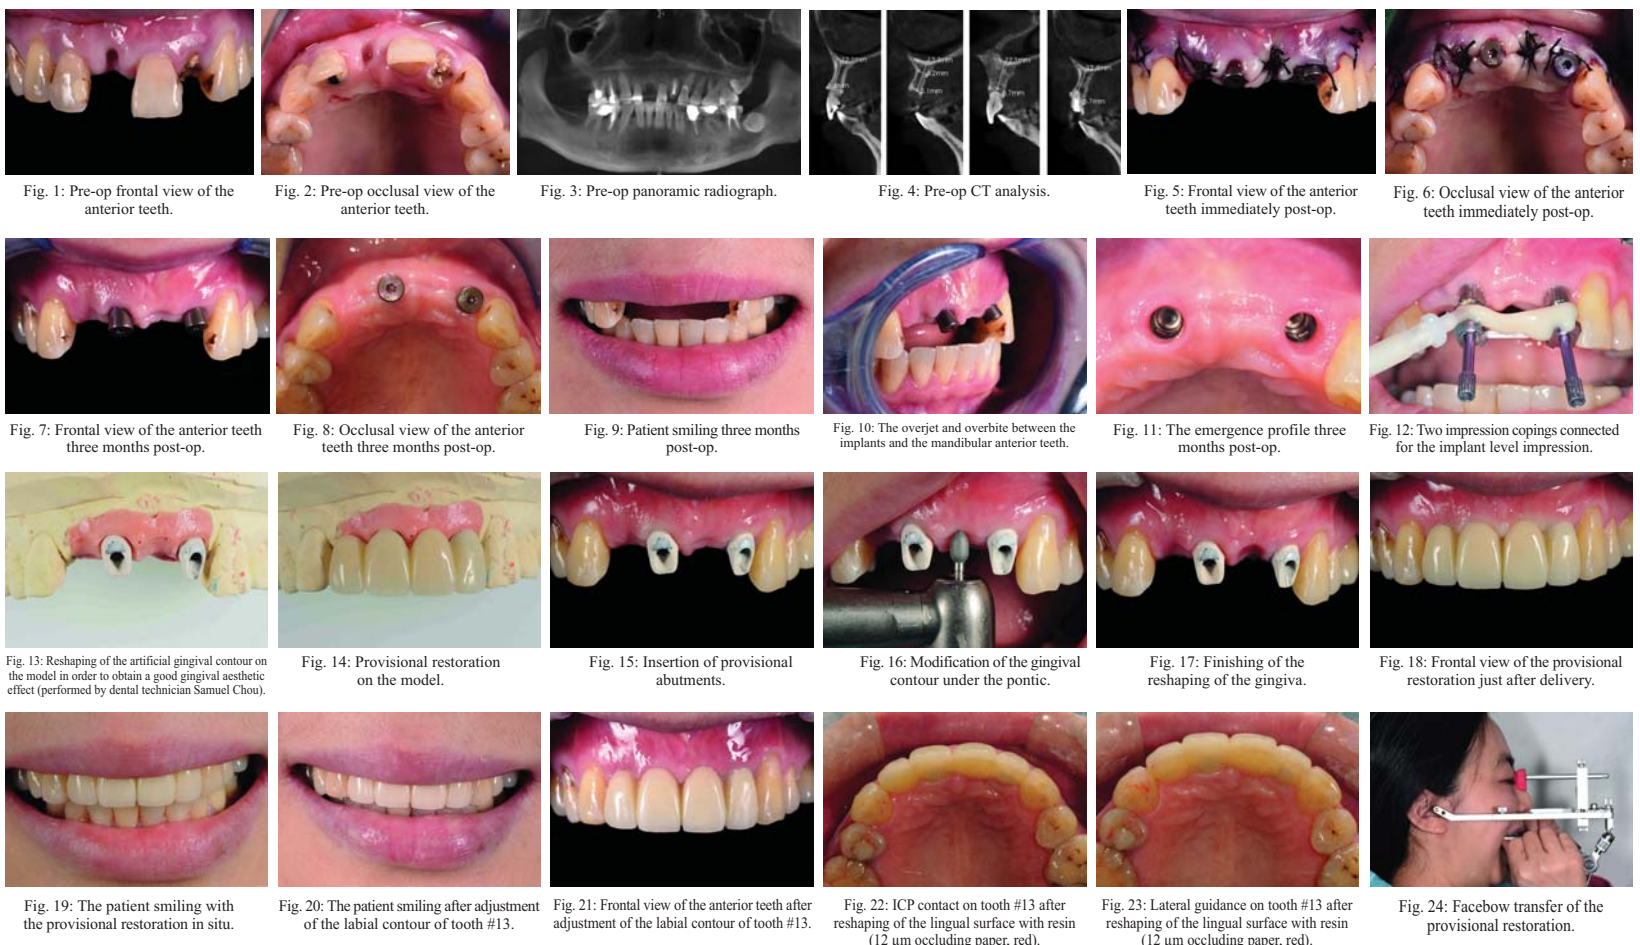 Fig. 1: Pre-op frontal view of the
anterior teeth.
Fig. 2: Pre-op occlusal view of the
anterior teeth.
Fig. 3: Pre-op panoramic radiograph.
Fig. 4: Pre-op CT analysis.
Fig. 5: Frontal view of the anterior
teeth immediately post-op.
Fig. 6: Occlusal view of the anterior
teeth immediately post-op.
Fig. 7: Frontal view of the anterior teeth
three months post-op.
Fig. 8: Occlusal view of the anterior
teeth three months post-op.
Fig. 9: Patient smiling three months
post-op.
Fig. 10: The overjet and overbite between the
implants and the mandibular anterior teeth.
Fig. 11: The emergence profile three
months post-op.
Fig. 12: Two impression copings connected
for the implant level impression.
Fig. 13: Reshaping of the artificial gingival contour on
the model in order to obtain a good gingival aesthetic
effect (performed by dental technician Samuel Chou).
Fig. 14: Provisional restoration
on the model.
Fig. 15: Insertion of provisional
abutments.
Fig. 16: Modification of the gingival
contour under the pontic.
Fig. 17: Finishing of the
reshaping of the gingiva.
Fig. 18: Frontal view of the provisional
restoration just after delivery.
Fig. 19: The patient smiling with
the provisional restoration in situ.
Fig. 20: The patient smiling after adjustment
of the labial contour of tooth #13.
Fig. 21: Frontal view of the anterior teeth after
adjustment of the labial contour of tooth #13.
Fig. 22: ICP contact on tooth #13 after
reshaping of the lingual surface with resin
(12 µm occluding paper, red).
Fig. 23: Lateral guidance on tooth #13 after
reshaping of the lingual surface with resin
(12 µm occluding paper, red).
Fig. 24: Facebow transfer of the
provisional restoration.